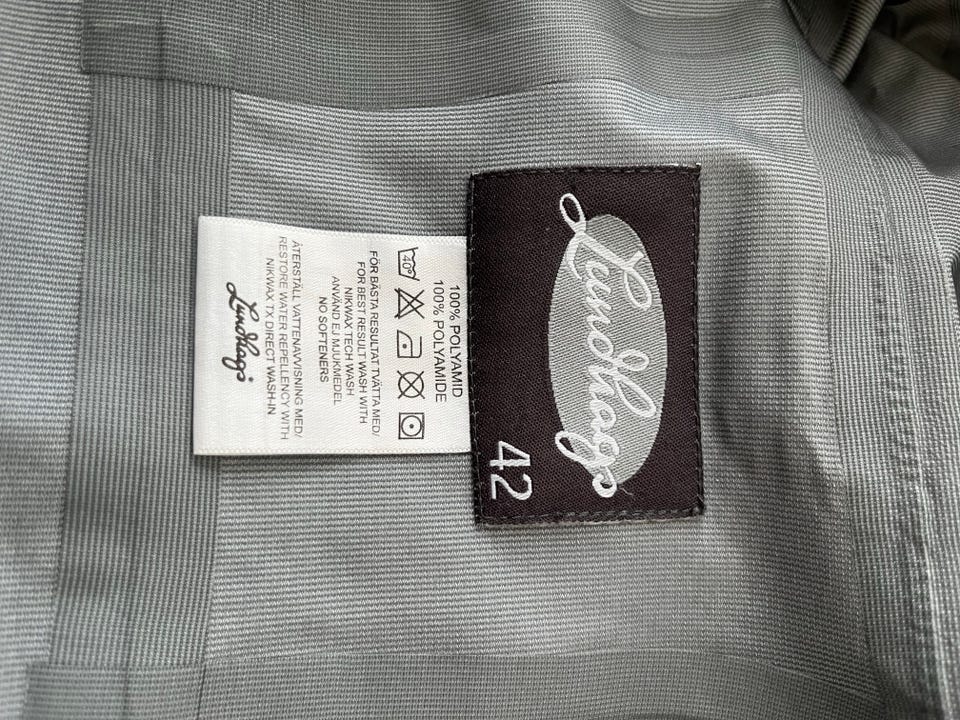 Lundhags
42
100% POLYAMID
100% POLYAMIDE
40°
FÖR BÄSTA RESULTAT TVÄTTA MED/
FOR BEST RESULT WASH WITH
NIKWAX TECH WASH
ANVÄND EJ MJUKMEDEL
NO SOFTENERS
ÅTERSTÄLL VATTENAVVISNING MED/
RESTORE WATER REPELLENCY WITH
NIKWAX TX DIRECT WASH-IN
Lundhags